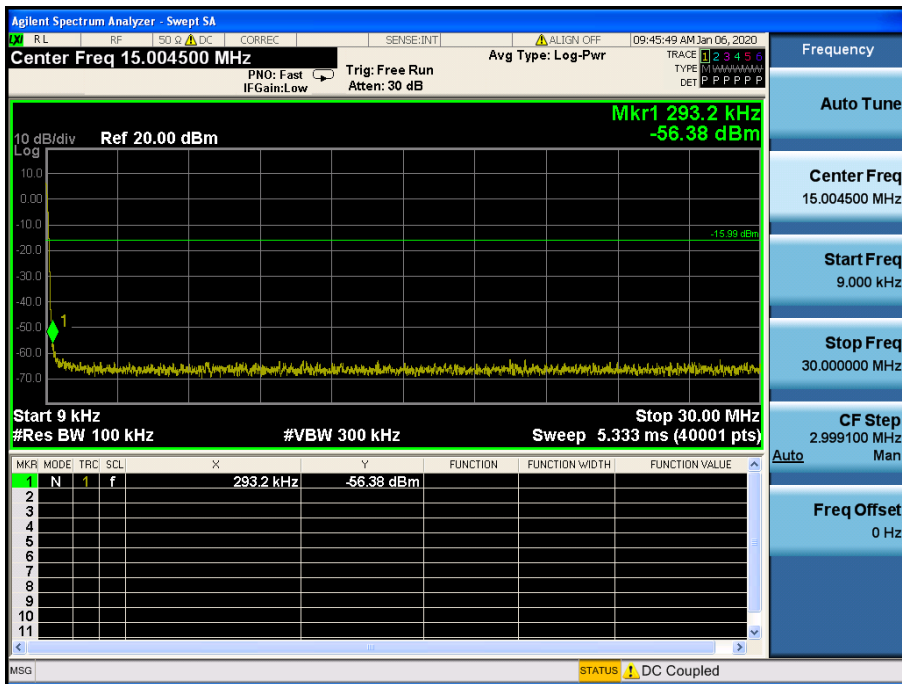 Agilent Spectrum Analyzer - Swept SA
LXI RL RF 50 Ω DC CORREC SENSE:INT ALIGN OFF 09:45:49 AM Jan 06, 2020
Center Freq 15.004500 MHz
PNO: Fast
IFGain:Low
Trig: Free Run
Atten: 30 dB
Avg Type: Log-Pwr
TRACE 1 2 3 4 5 6
TYPE M W W W W W
DET P P P P P P
Mkr1 293.2 kHz
-56.38 dBm
10 dB/div
Log
Ref 20.00 dBm
10.0
0.00
-10.0
-15.99 dBm
-20.0
-30.0
-40.0
-50.0
1
-60.0
-70.0
Start 9 kHz Stop 30.00 MHz
#Res BW 100 kHz #VBW 300 kHz Sweep 5.333 ms (40001 pts)
MKR MODE TRC SCL X Y FUNCTION FUNCTION WIDTH FUNCTION VALUE
1 N 1 f 293.2 kHz -56.38 dBm
2
3
4
5
6
7
8
9
10
11
MSG STATUS DC Coupled
Frequency
Auto Tune
Center Freq
15.004500 MHz
Start Freq
9.000 kHz
Stop Freq
30.000000 MHz
CF Step
2.999100 MHz
Auto Man
Freq Offset
0 Hz